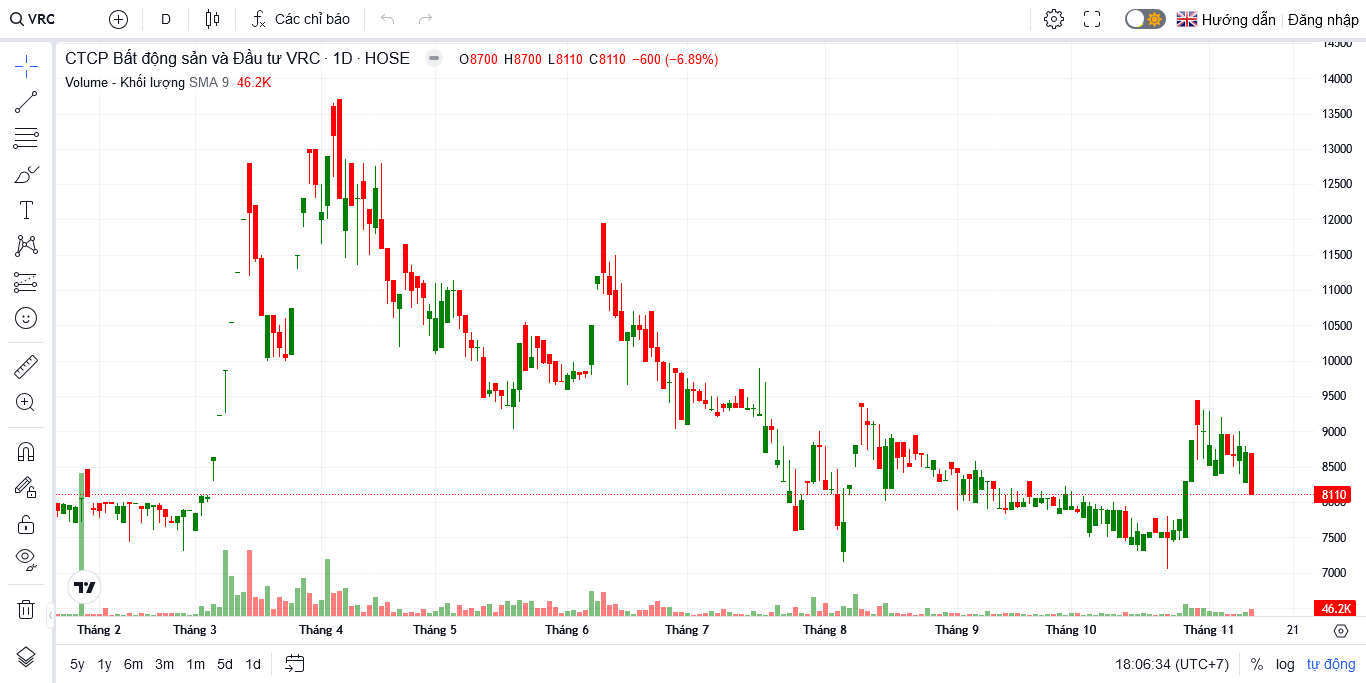 VRC D Các chỉ báo Hướng dẫn Đăng nhập
CTCP Bất động sản và Đầu tư VRC · 1D · HOSE O8700 H8700 L8110 C8110 −600 (−6.89%)
Volume - Khối lượng SMA 9 46.2K
14500
14000
13500
13000
12500
12000
11500
11000
10500
10000
9500
9000
8500
8110
8000
7500
7000
46.2K
Tháng 2 Tháng 3 Tháng 4 Tháng 5 Tháng 6 Tháng 7 Tháng 8 Tháng 9 Tháng 10 Tháng 11 21
5y 1y 6m 3m 1m 5d 1d 18:06:34 (UTC+7) % log tự động